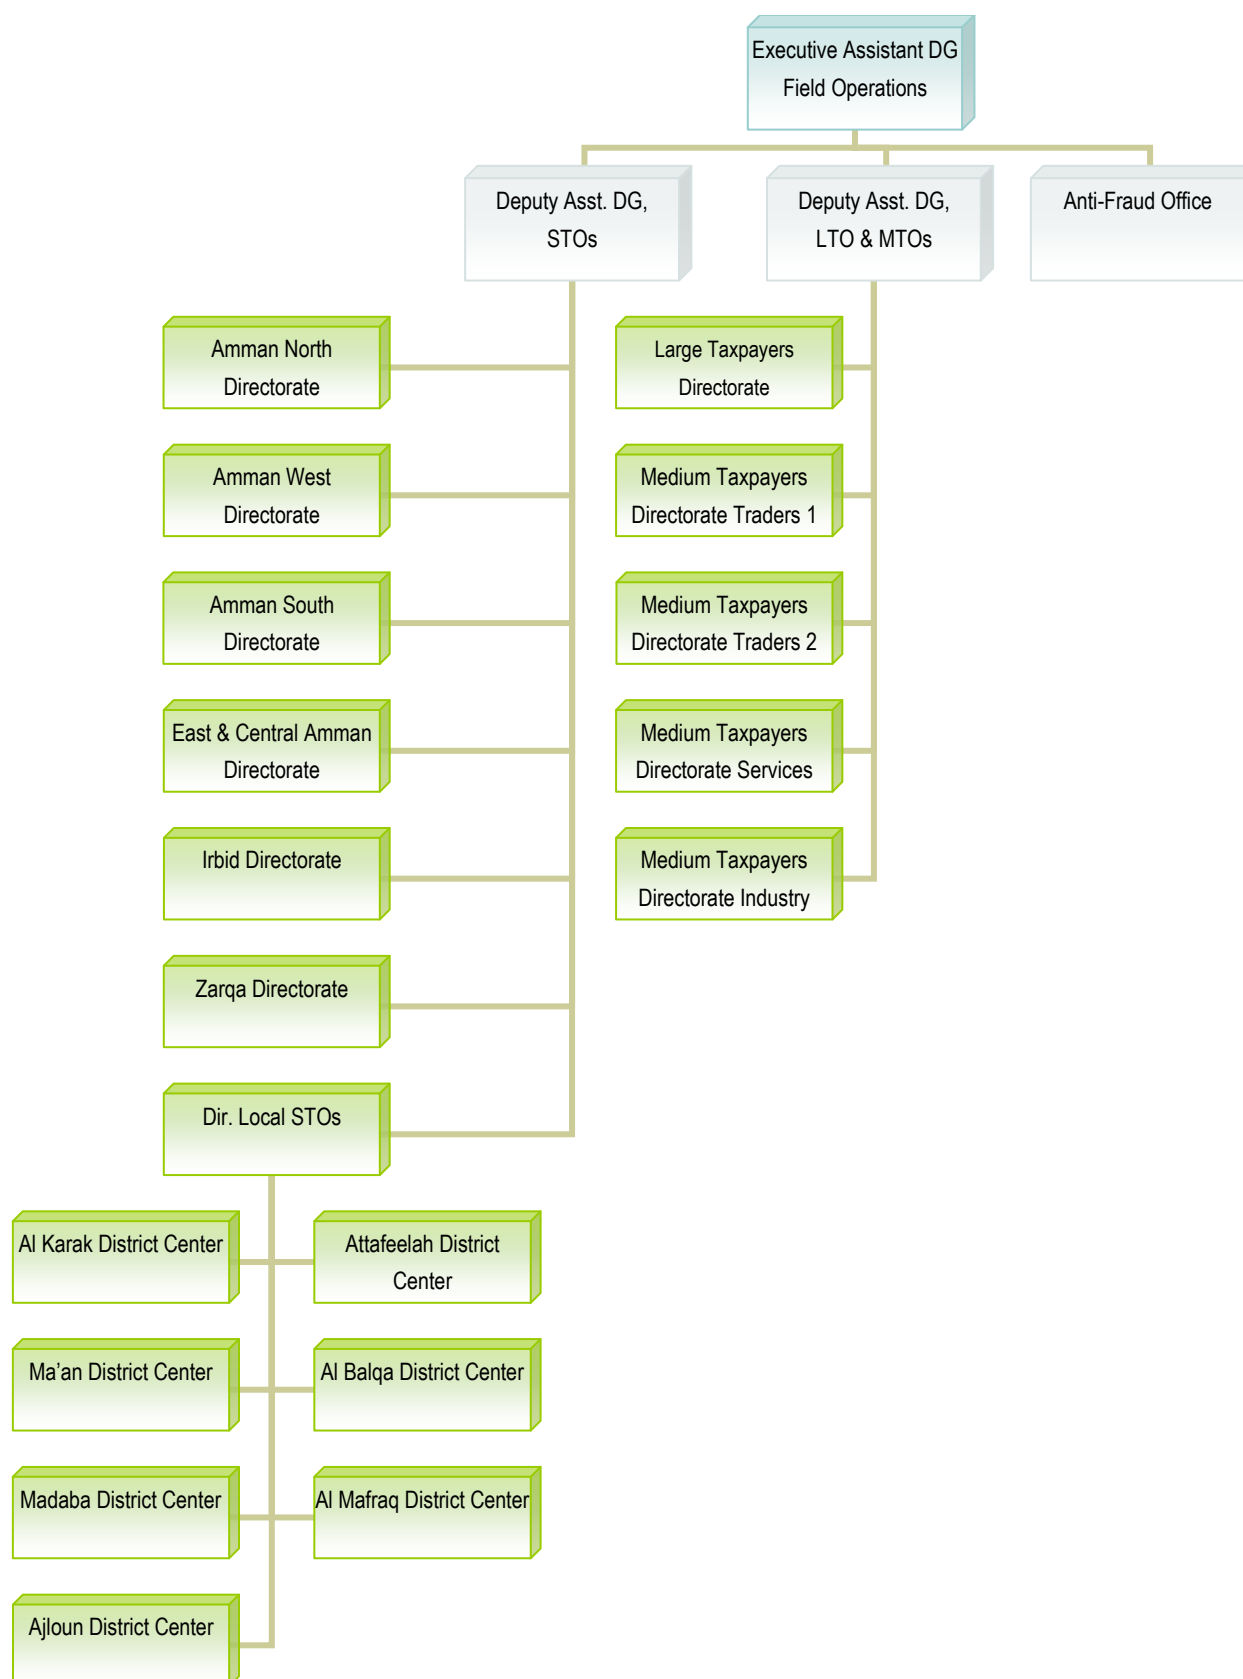 Executive Assistant DG
Field Operations
Deputy Asst. DG,
STOs
Deputy Asst. DG,
LTO & MTOs
Anti-Fraud Office
Amman North
Directorate
Amman West
Directorate
Amman South
Directorate
East & Central Amman
Directorate
Irbid Directorate
Zarqa Directorate
Dir. Local STOs
Large Taxpayers
Directorate
Medium Taxpayers
Directorate Traders 1
Medium Taxpayers
Directorate Traders 2
Medium Taxpayers
Directorate Services
Medium Taxpayers
Directorate Industry
Al Karak District Center
Attafeelah District
Center
Ma’an District Center
Al Balqa District Center
Madaba District Center
Al Mafraq District Center
Ajloun District Center